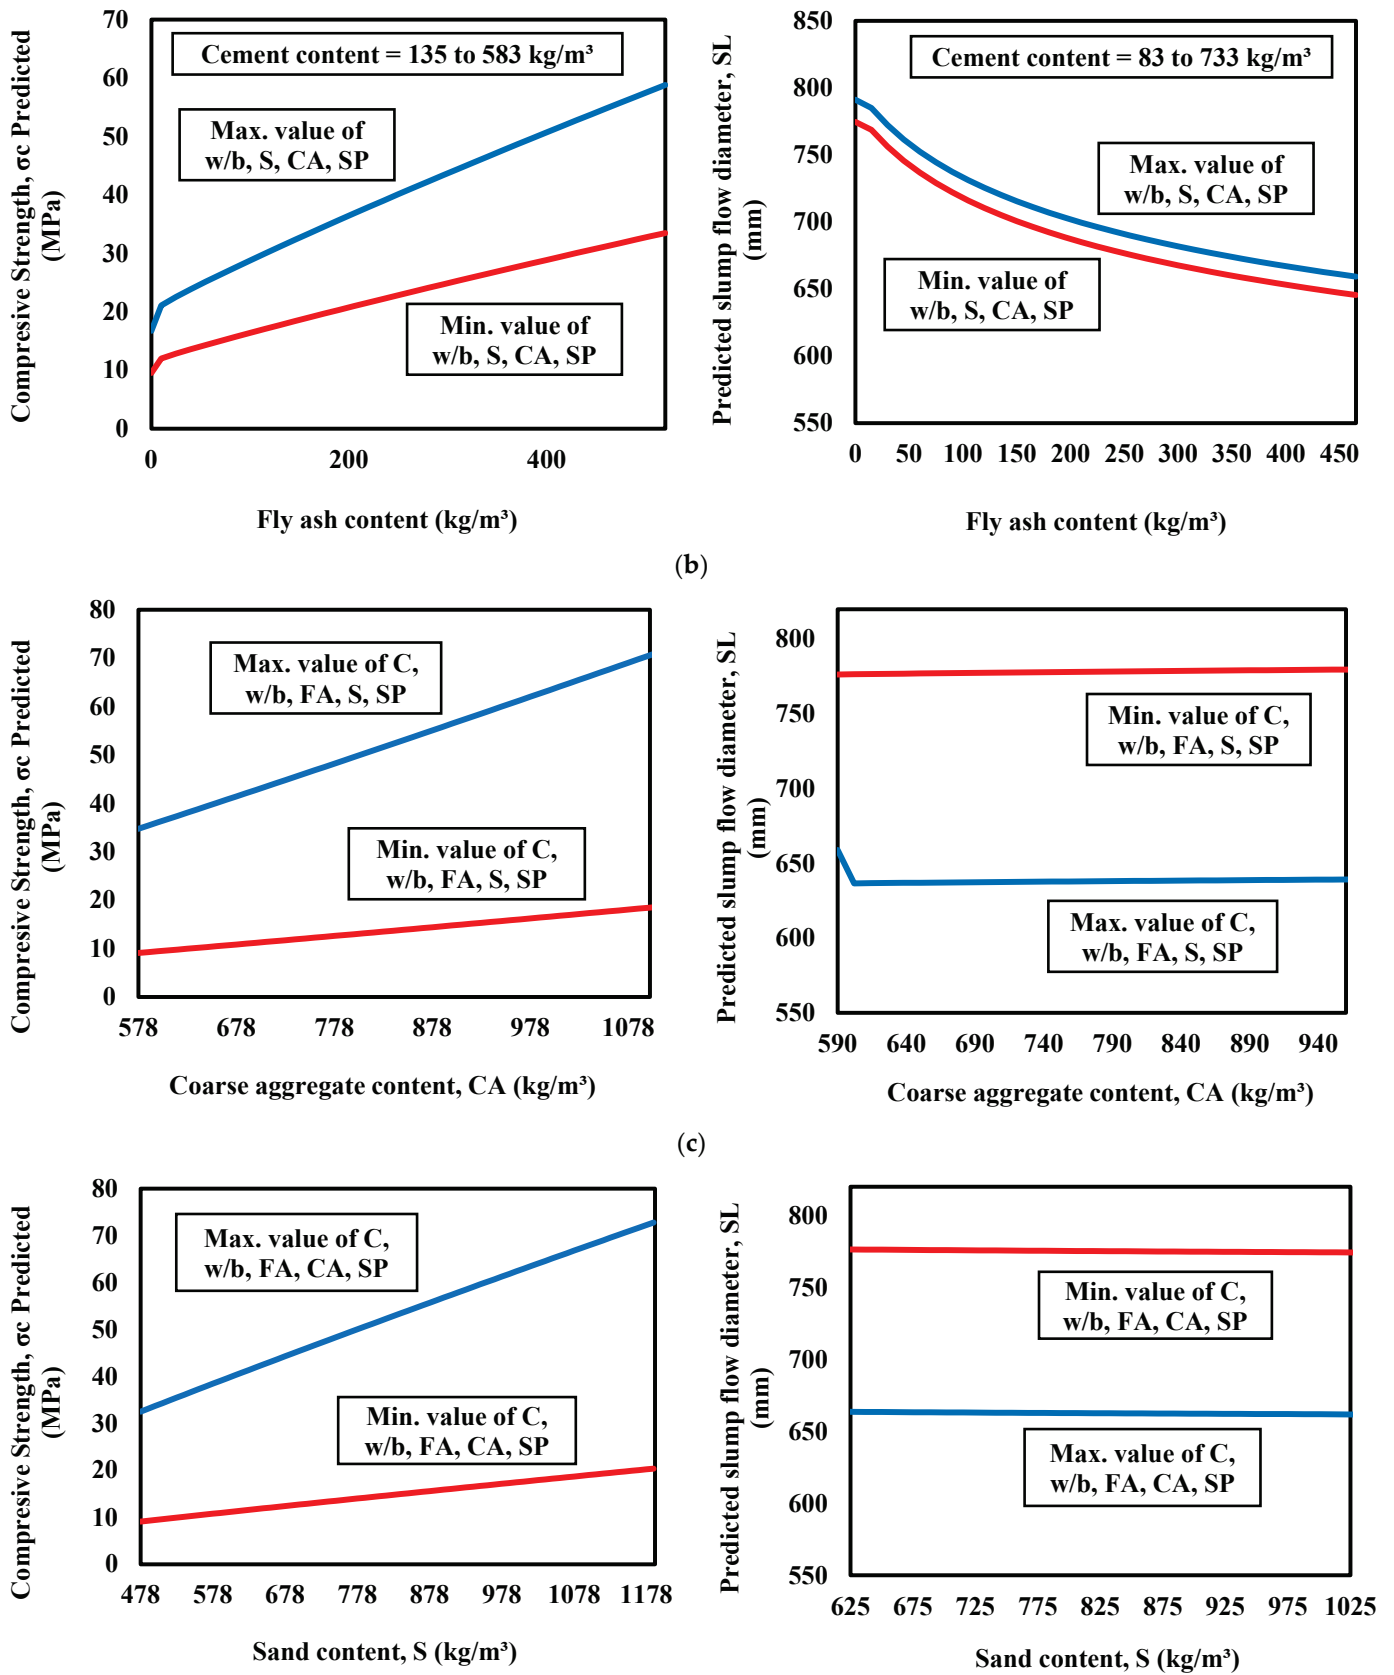 Compresive Strength, σc Predicted
(MPa)
70
60
50
40
30
20
10
0
Cement content = 135 to 583 kg/m³
Max. value of
w/b, S, CA, SP
Min. value of
w/b, S, CA, SP
0
200
400
Fly ash content (kg/m³)
Predicted slump flow diameter, SL
(mm)
850
800
750
700
650
600
550
Cement content = 83 to 733 kg/m³
Max. value of
w/b, S, CA, SP
Min. value of
w/b, S, CA, SP
0 50 100 150 200 250 300 350 400 450
Fly ash content (kg/m³)
(b)
Compresive Strength, σc Predicted
(MPa)
80
70
60
50
40
30
20
10
0
Max. value of C,
w/b, FA, S, SP
Min. value of C,
w/b, FA, S, SP
578 678 778 878 978 1078
Coarse aggregate content, CA (kg/m³)
Predicted slump flow diameter, SL
(mm)
800
750
700
650
600
550
Min. value of C,
w/b, FA, S, SP
Max. value of C,
w/b, FA, S, SP
590 640 690 740 790 840 890 940
Coarse aggregate content, CA (kg/m³)
(c)
Compresive Strength, σc Predicted
(MPa)
80
70
60
50
40
30
20
10
0
Max. value of C,
w/b, FA, CA, SP
Min. value of C,
w/b, FA, CA, SP
478 578 678 778 878 978 1078 1178
Sand content, S (kg/m³)
Predicted slump flow diameter, SL
(mm)
800
750
700
650
600
550
Min. value of C,
w/b, FA, CA, SP
Max. value of C,
w/b, FA, CA, SP
625 675 725 775 825 875 925 975 1025
Sand content, S (kg/m³)